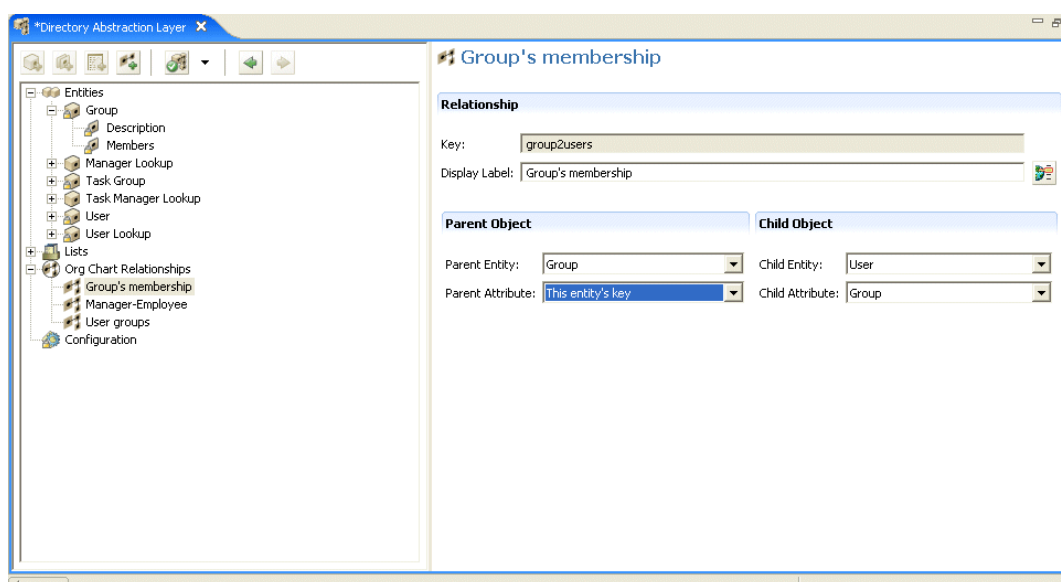 *Directory Abstraction Layer
Group's membership
Entities
Group
Description
Members
Manager Lookup
Task Group
Task Manager Lookup
User
User Lookup
Lists
Org Chart Relationships
Group's membership
Manager-Employee
User groups
Configuration
Relationship
Key: group2users
Display Label: Group's membership
Parent Object Child Object
Parent Entity: Group Child Entity: User
Parent Attribute: This entity's key Child Attribute: Group